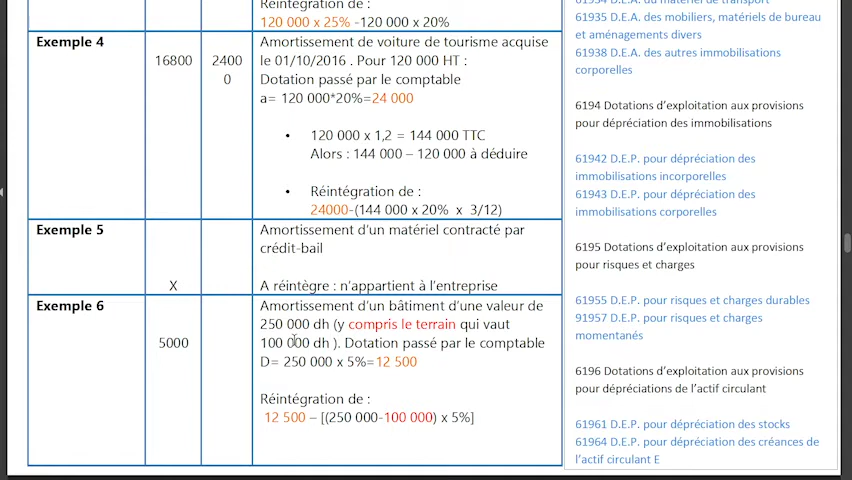 Réintégration de :
120 000 x 25% -120 000 x 20%
Exemple 4
16800
2400
0
Amortissement de voiture de tourisme acquise
le 01/10/2016 . Pour 120 000 HT :
Dotation passé par le comptable
a= 120 000*20%=24 000
• 120 000 x 1,2 = 144 000 TTC
Alors : 144 000 – 120 000 à déduire
• Réintégration de :
24000-(144 000 x 20% x 3/12)
Exemple 5
X
Amortissement d'un matériel contracté par
crédit-bail
A réintègre : n'appartient à l'entreprise
Exemple 6
5000
Amortissement d'un bâtiment d'une valeur de
250 000 dh (y compris le terrain qui vaut
100 000 dh ). Dotation passé par le comptable
D= 250 000 x 5%=12 500
Réintégration de :
12 500 – [(250 000-100 000) x 5%]
61934 D.E.A. du matériel de transport
61935 D.E.A. des mobiliers, matériels de bureau
et aménagements divers
61938 D.E.A. des autres immobilisations
corporelles
6194 Dotations d'exploitation aux provisions
pour dépréciation des immobilisations
61942 D.E.P. pour dépréciation des
immobilisations incorporelles
61943 D.E.P. pour dépréciation des
immobilisations corporelles
6195 Dotations d'exploitation aux provisions
pour risques et charges
61955 D.E.P. pour risques et charges durables
91957 D.E.P. pour risques et charges
momentanés
6196 Dotations d'exploitation aux provisions
pour dépréciations de l'actif circulant
61961 D.E.P. pour dépréciation des stocks
61964 D.E.P. pour dépréciation des créances de
l'actif circulant E